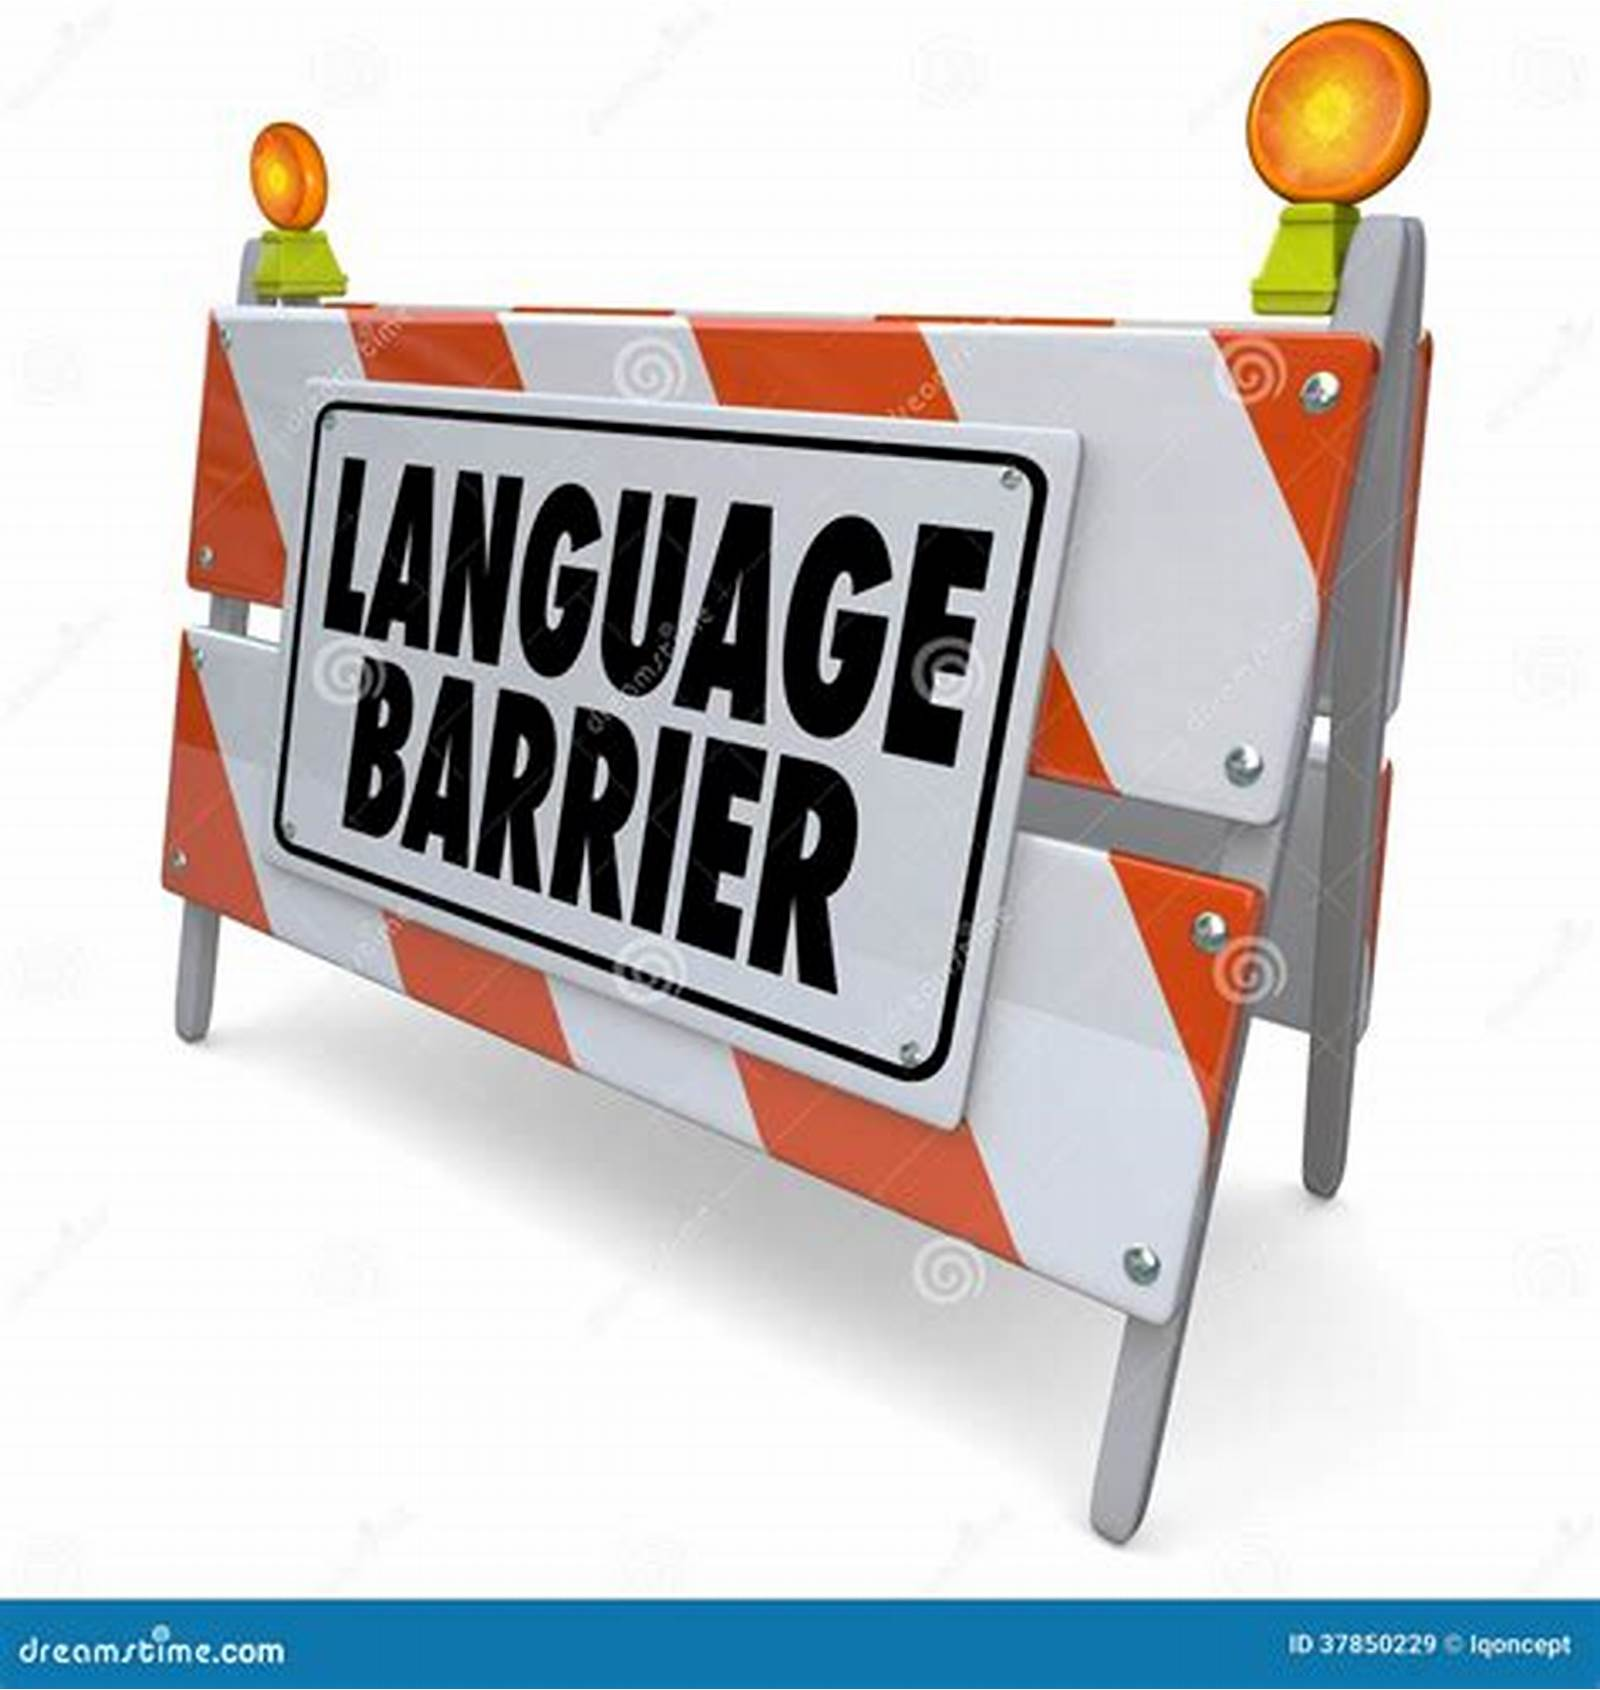 LANGUAGE
BARRIER
dreamstime.com
ID 37850229 © Iqoncept